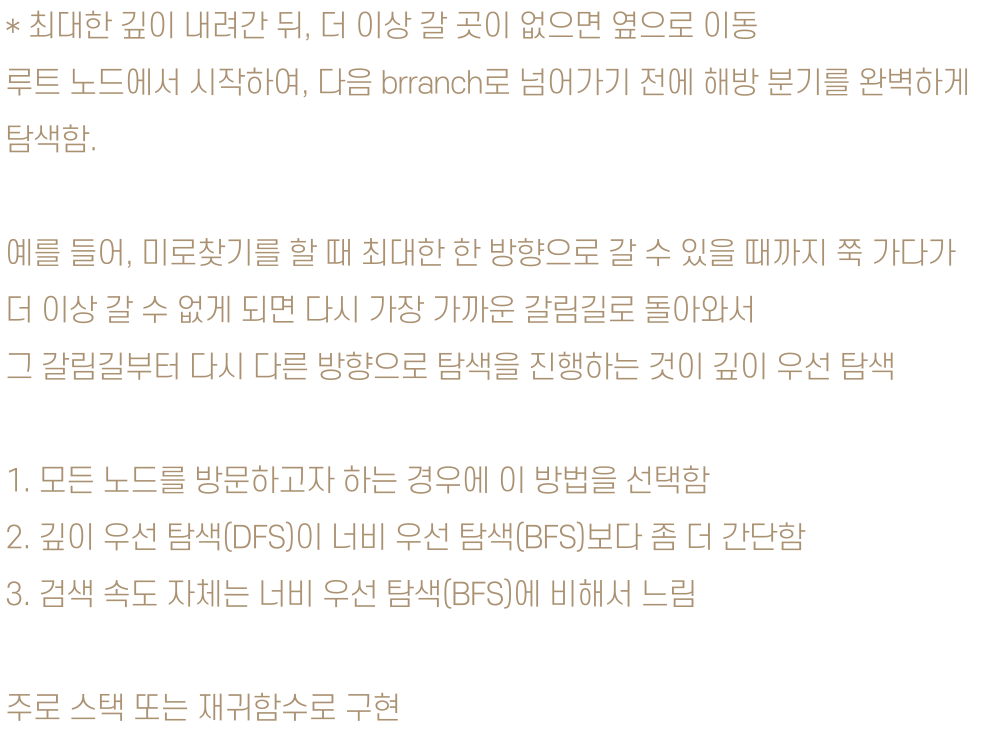 * 최대한 깊이 내려간 뒤, 더 이상 갈 곳이 없으면 옆으로 이동
루트 노드에서 시작하여, 다음 brranch로 넘어가기 전에 해방 분기를 완벽하게
탐색함.
예를 들어, 미로찾기를 할 때 최대한 한 방향으로 갈 수 있을 때까지 쭉 가다가
더 이상 갈 수 없게 되면 다시 가장 가까운 갈림길로 돌아와서
그 갈림길부터 다시 다른 방향으로 탐색을 진행하는 것이 깊이 우선 탐색
1. 모든 노드를 방문하고자 하는 경우에 이 방법을 선택함
2. 깊이 우선 탐색(DFS)이 너비 우선 탐색(BFS)보다 좀 더 간단함
3. 검색 속도 자체는 너비 우선 탐색(BFS)에 비해서 느림
주로 스택 또는 재귀함수로 구현